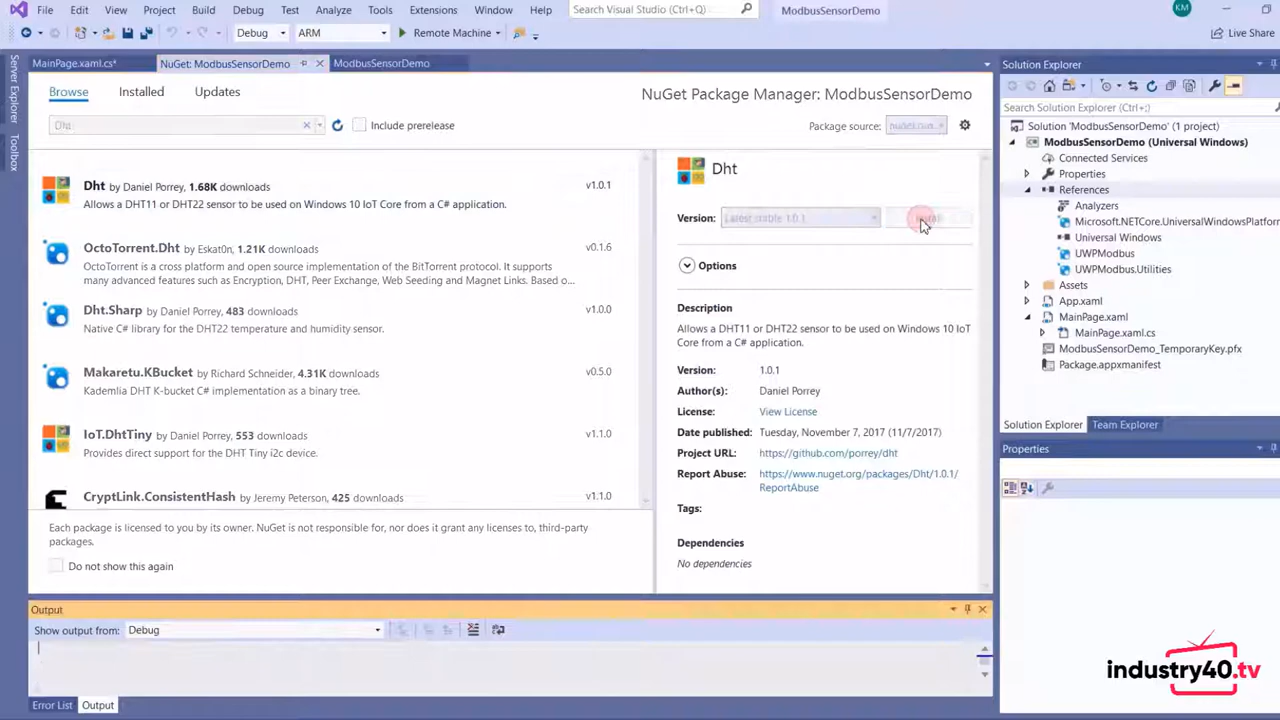 File Edit View Project Build Debug Test Analyze Tools Extensions Window Help Search Visual Studio ModbusSensorDemo KM
Debug ARM Remote Machine Live Share
Server Explorer
Toolbox
MainPage.xaml.cs* NuGet: ModbusSensorDemo ModbusSensorDemo
Browse Installed Updates
NuGet Package Manager: ModbusSensorDemo
Dht
Include prerelease
Package source: nuget.org
Dht by Daniel Porrey, 1.68K downloads v1.0.1
Allows a DHT11 or DHT22 sensor to be used on Windows 10 IoT Core from a C# application.
OctoTorrent.Dht by Eskat0n, 1.21K downloads v0.1.6
OctoTorrent is a cross platform and open source implementation of the BitTorrent protocol. It supports
many advanced features such as Encryption, DHT, Peer Exchange, Web Seeding and Magnet Links. Based o...
Dht.Sharp by Daniel Porrey, 483 downloads v1.0.0
Native C# library for the DHT22 temperature and humidity sensor.
Makaretu.KBucket by Richard Schneider, 4.31K downloads v0.5.0
Kademlia DHT K-bucket C# implementation as a binary tree.
IoT.DhtTiny by Daniel Porrey, 553 downloads v1.1.0
Provides direct support for the DHT Tiny i2c device.
CryptLink.ConsistentHash by Jeremy Peterson, 425 downloads v1.1.0
Each package is licensed to you by its owner. NuGet is not responsible for, nor does it grant any licenses to, third-party
packages.
Do not show this again
Dht
Version: Latest stable 1.0.1
Options
Description
Allows a DHT11 or DHT22 sensor to be used on Windows 10 IoT
Core from a C# application.
Version: 1.0.1
Author(s): Daniel Porrey
License: View License
Date published: Tuesday, November 7, 2017 (11/7/2017)
Project URL: https://github.com/porrey/dht
Report Abuse: https://www.nuget.org/packages/Dht/1.0.1/
ReportAbuse
Tags:
Dependencies
No dependencies
Output
Show output from: Debug
Error List Output
Solution Explorer
Search Solution Explorer (Ctrl+;)
Solution 'ModbusSensorDemo' (1 project)
ModbusSensorDemo (Universal Windows)
Connected Services
Properties
References
Analyzers
Microsoft.NETCore.UniversalWindowsPlatfor
Universal Windows
UWPModbus
UWPModbus.Utilities
Assets
App.xaml
MainPage.xaml
MainPage.xaml.cs
ModbusSensorDemo_TemporaryKey.pfx
Package.appxmanifest
Solution Explorer Team Explorer
Properties
industry40.tv